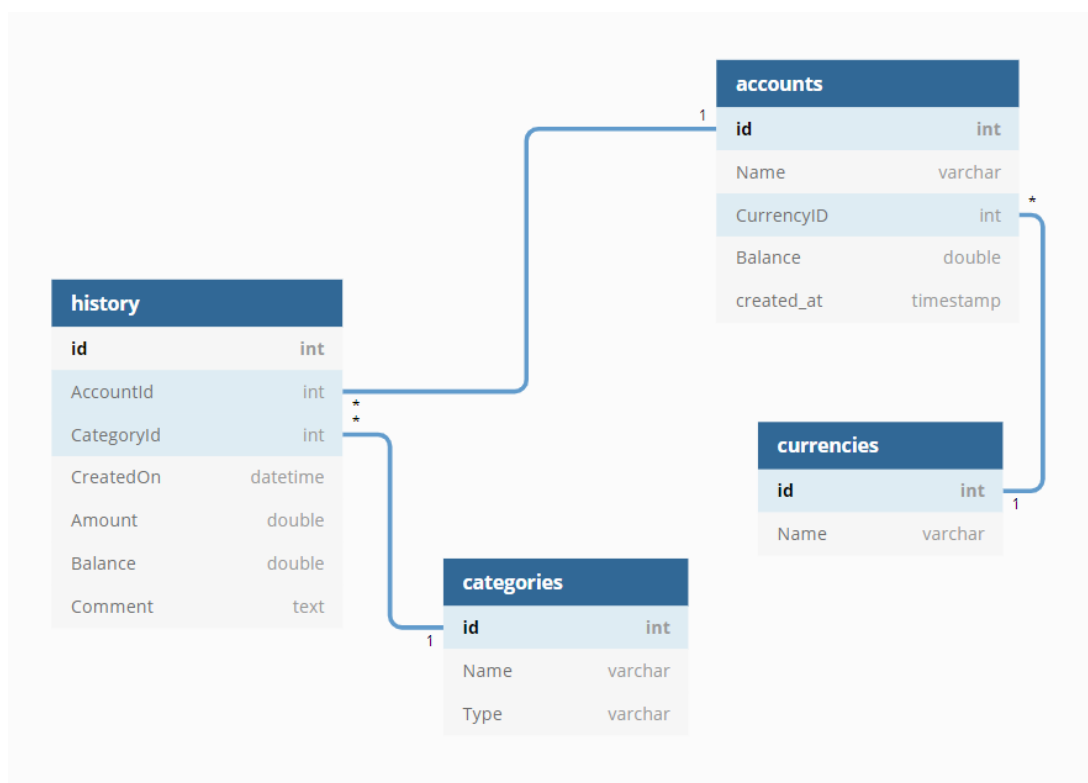 accounts
1
id int
Name varchar
*
CurrencyID int
Balance double
created_at timestamp
history
id int
AccountId int
*
*
CategoryId int
CreatedOn datetime
Amount double
Balance double
Comment text
currencies
id int
1
Name varchar
categories
id int
1
Name varchar
Type varchar